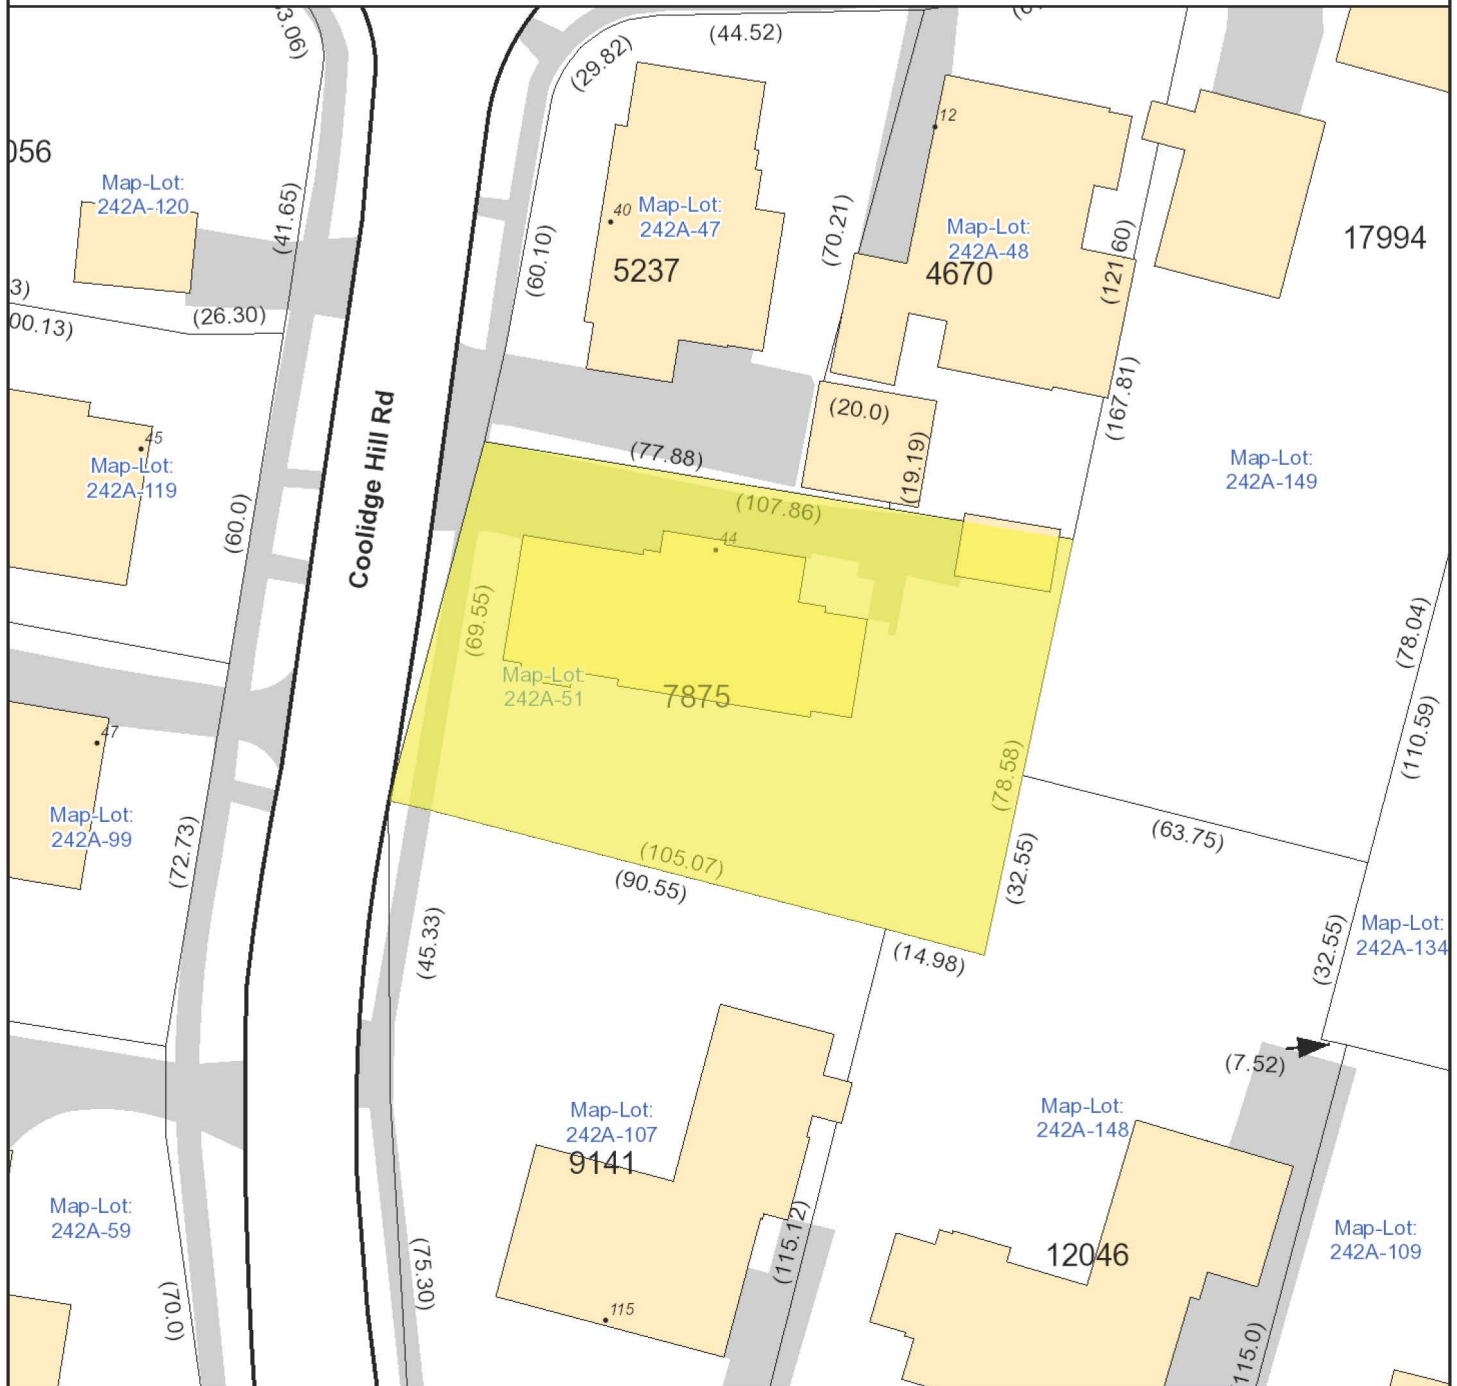 (44.52)
(29.82)
3.06)
12
056
Map-Lot:
242A-120
(41.65)
40
Map-Lot:
242A-47
5237
(60.10)
(70.21)
Map-Lot:
242A-48
4670
(121.60)
17994
3)
00.13)
(26.30)
Coolidge Hill Rd
(20.0)
(19.19)
(167.81)
45
Map-Lot:
242A-119
(60.0)
(77.88)
(107.86)
44
Map-Lot:
242A-149
(69.55)
Map-Lot:
242A-51
7875
(78.58)
(78.04)
(110.59)
47
Map-Lot:
242A-99
(72.73)
(105.07)
(90.55)
(32.55)
(63.75)
(45.33)
(14.98)
(32.55)
Map-Lot:
242A-134
(7.52)
Map-Lot:
242A-107
9141
Map-Lot:
242A-148
12046
Map-Lot:
242A-59
(70.0)
(75.30)
115
(115.12)
Map-Lot:
242A-109
115.0)